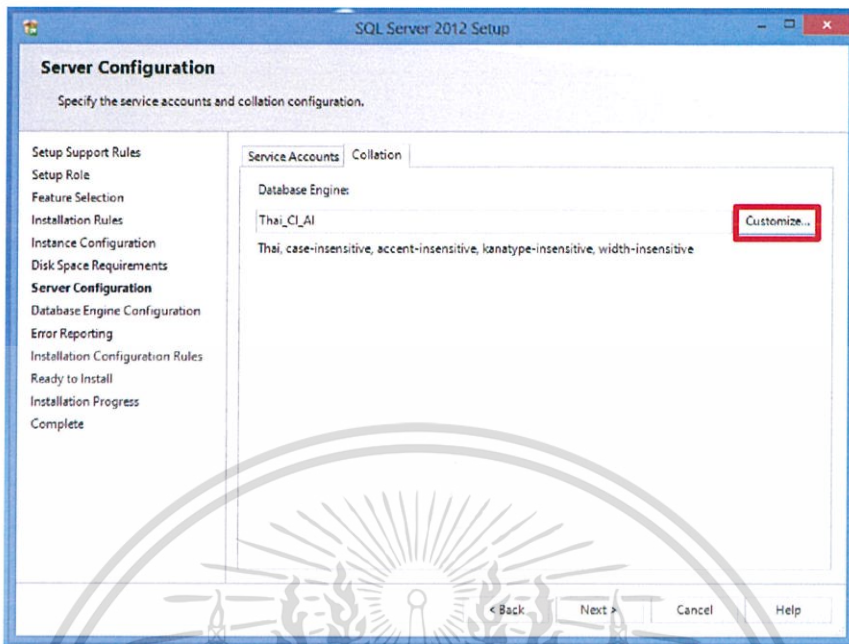 SQL Server 2012 Setup
Server Configuration
Specify the service accounts and collation configuration.
Setup Support Rules
Setup Role
Feature Selection
Installation Rules
Instance Configuration
Disk Space Requirements
Server Configuration
Database Engine Configuration
Error Reporting
Installation Configuration Rules
Ready to Install
Installation Progress
Complete
Service Accounts Collation
Database Engine:
Thai_CI_AI Customize...
Thai, case-insensitive, accent-insensitive, kanatype-insensitive, width-insensitive
< Back Next > Cancel Help